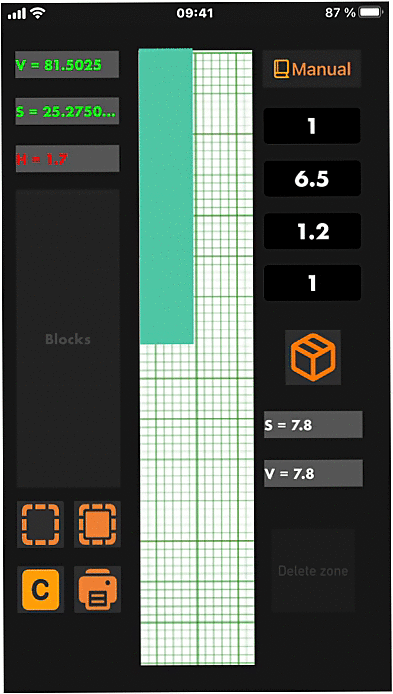 09:41
87 %
V = 81.5025
S = 25.2750...
H = 1.7
Blocks
C
Manual
1
6.5
1.2
1
S = 7.8
V = 7.8
Delete zone